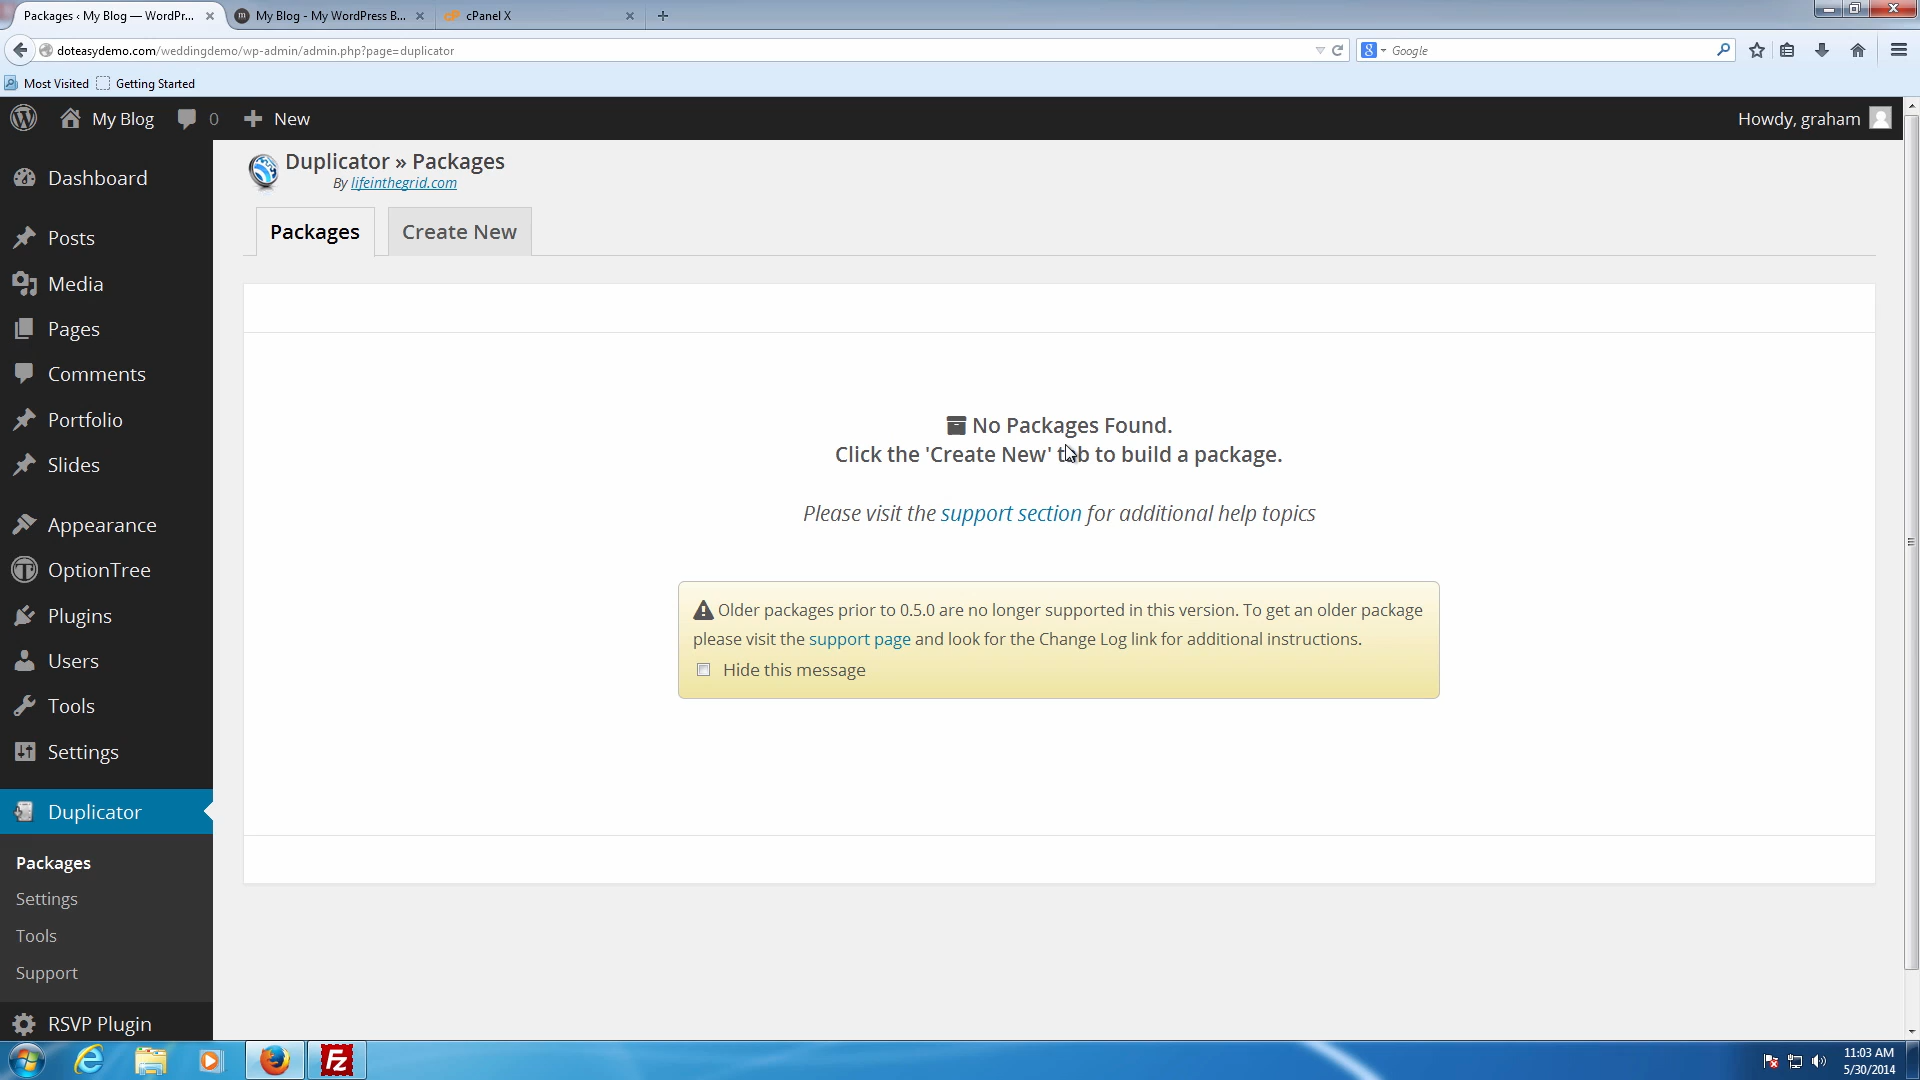 Packages ‹ My Blog — WordPr...
My Blog - My WordPress B...
cPanel X
doteasydemo.com/weddingdemo/wp-admin/admin.php?page=duplicator
Google
Most Visited
Getting Started
My Blog
0
New
Howdy, graham
Dashboard
Posts
Media
Pages
Comments
Portfolio
Slides
Appearance
OptionTree
Plugins
Users
Tools
Settings
Duplicator
Packages
Settings
Tools
Support
RSVP Plugin
Duplicator » Packages
By lifeinthegrid.com
Packages
Create New
No Packages Found.
Click the 'Create New' tab to build a package.
Please visit the support section for additional help topics
Older packages prior to 0.5.0 are no longer supported in this version. To get an older package
please visit the support page and look for the Change Log link for additional instructions.
Hide this message
11:03 AM
5/30/2014